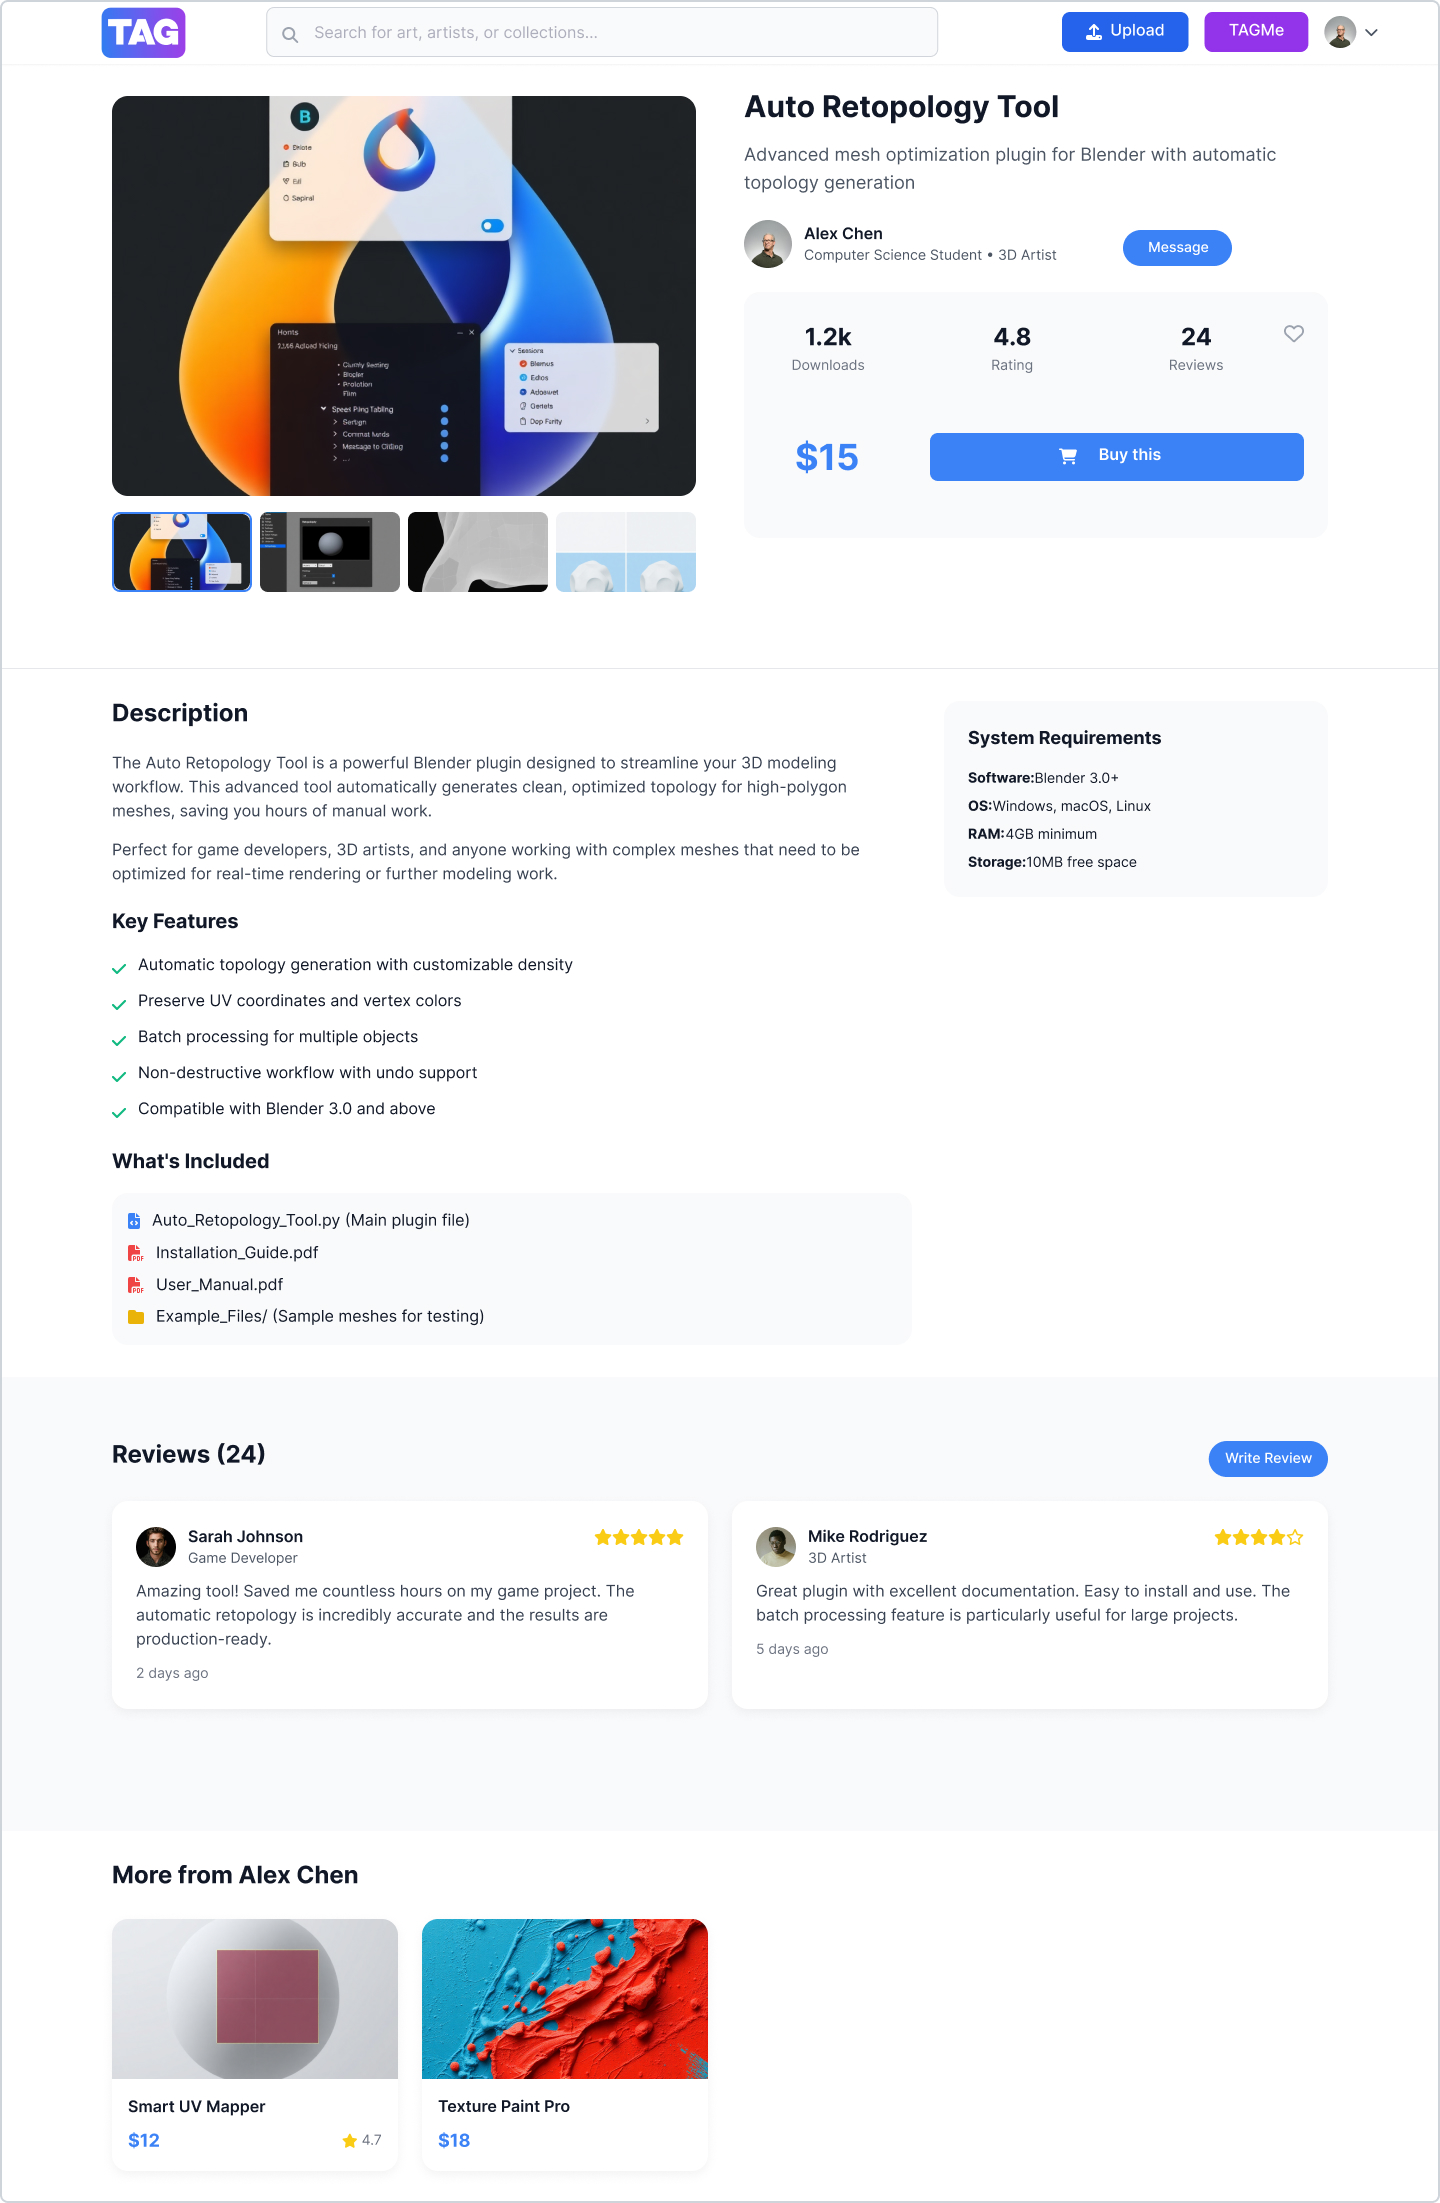 TAG
Search for art, artists, or collections...
Upload
TAGMe
B
Auto Retopology Tool
Advanced mesh optimization plugin for Blender with automatic
topology generation
Alex Chen
Computer Science Student • 3D Artist
Message
1.2k
Downloads
4.8
Rating
24
Reviews
$15
Buy this
Description
The Auto Retopology Tool is a powerful Blender plugin designed to streamline your 3D modeling
workflow. This advanced tool automatically generates clean, optimized topology for high-polygon
meshes, saving you hours of manual work.
Perfect for game developers, 3D artists, and anyone working with complex meshes that need to be
optimized for real-time rendering or further modeling work.
Key Features
Automatic topology generation with customizable density
Preserve UV coordinates and vertex colors
Batch processing for multiple objects
Non-destructive workflow with undo support
Compatible with Blender 3.0 and above
What's Included
Auto_Retopology_Tool.py (Main plugin file)
Installation_Guide.pdf
User_Manual.pdf
Example_Files/ (Sample meshes for testing)
System Requirements
Software:Blender 3.0+
OS:Windows, macOS, Linux
RAM:4GB minimum
Storage:10MB free space
Reviews (24)
Write Review
Sarah Johnson
Game Developer
Amazing tool! Saved me countless hours on my game project. The
automatic retopology is incredibly accurate and the results are
production-ready.
2 days ago
Mike Rodriguez
3D Artist
Great plugin with excellent documentation. Easy to install and use. The
batch processing feature is particularly useful for large projects.
5 days ago
More from Alex Chen
Smart UV Mapper
$12
4.7
Texture Paint Pro
$18